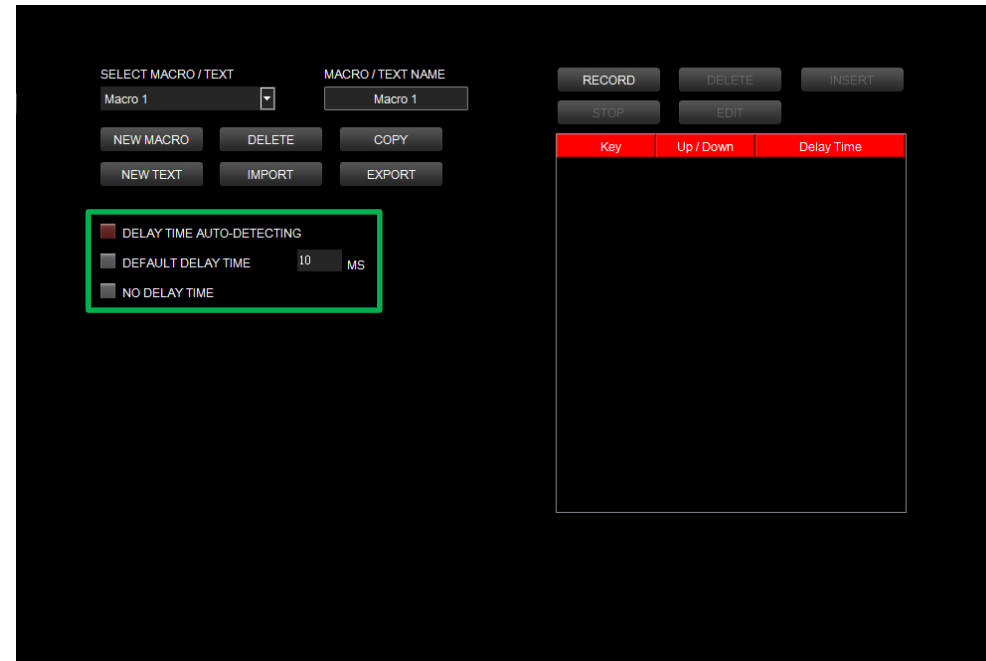 SELECT MACRO / TEXT
MACRO / TEXT NAME
Macro 1
Macro 1
NEW MACRO
DELETE
COPY
NEW TEXT
IMPORT
EXPORT
DELAY TIME AUTO-DETECTING
DEFAULT DELAY TIME
10
MS
NO DELAY TIME
RECORD
DELETE
INSERT
STOP
EDIT
Key
Up / Down
Delay Time